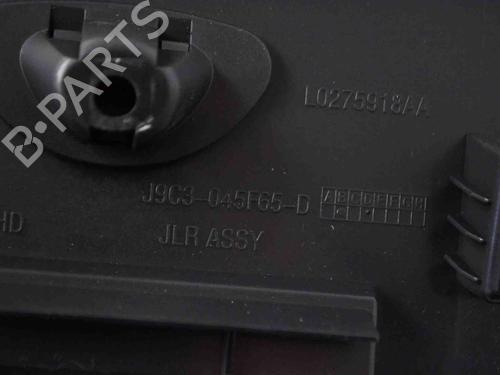 B-PARTS
L0275918AA
J9C3-045F65-D
HD
JLR ASSY